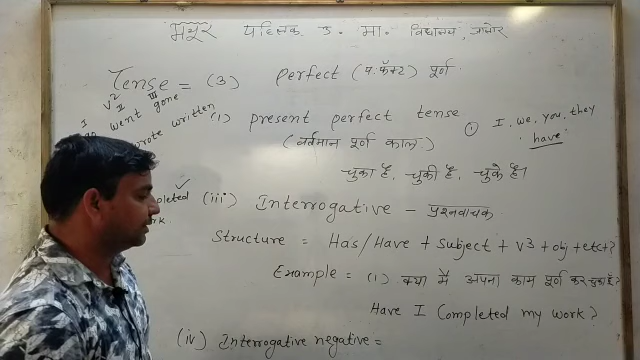 मयूर पब्लिक उ. मा. विद्यालय, जालोर
Tense = (3) perfect (प:र्फेक्ट) पूर्ण
I V² II III
went gone
wrote written
(1) present perfect tense
① I, we, you, they
have
(वर्तमान पूर्ण काल)
चुका है, चुकी है, चुके है।
(iii) Interrogative – प्रश्नवाचक
Structure = Has/Have + Subject + V3 + obj + etc+?
Example = (1) क्या मैं अपना काम पूर्ण कर चुका हूँ?
Have I Completed my work?
(iv) Interrogative negative =